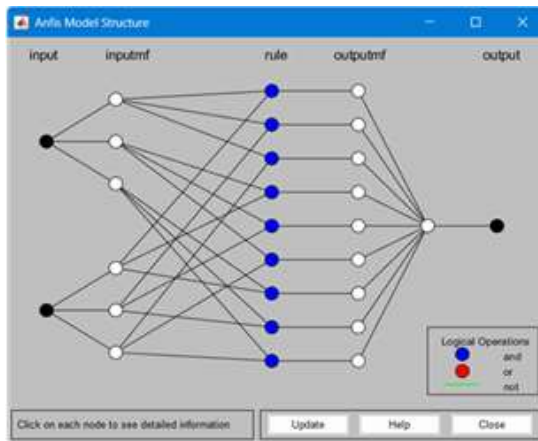 Anfis Model Structure
input inputmf rule outputmf output
Logical Operations
and
or
not
Click on each node to see detailed information
Update Help Close